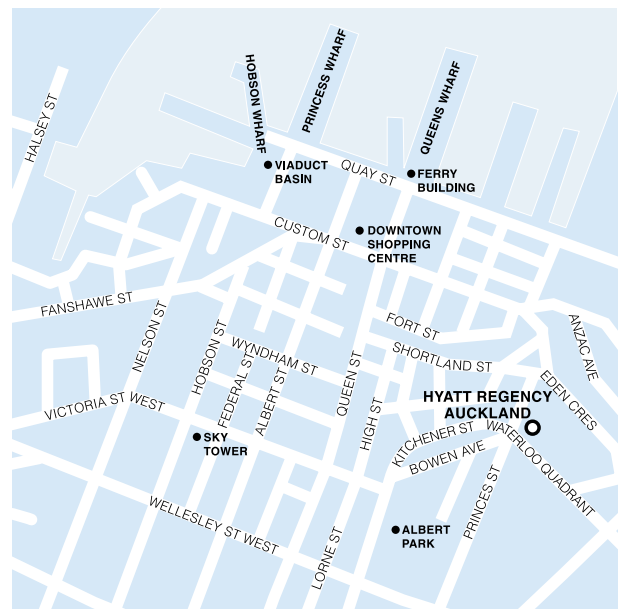 HALSEY ST
HOBSON WHARF
PRINCESS WHARF
QUEENS WHARF
VIADUCT
BASIN
QUAY ST
FERRY
BUILDING
CUSTOM ST
DOWNTOWN
SHOPPING
CENTRE
FANSHAWE ST
NELSON ST
HOBSON ST
FEDERAL ST
ALBERT ST
WYNDHAM ST
QUEEN ST
HIGH ST
FORT ST
SHORTLAND ST
ANZAC AVE
EDEN CRES
HYATT REGENCY
AUCKLAND
VICTORIA ST WEST
SKY
TOWER
KITCHENER ST
BOWEN AVE
WATERLOO QUADRANT
PRINCES ST
WELLESLEY ST WEST
LORNE ST
ALBERT
PARK